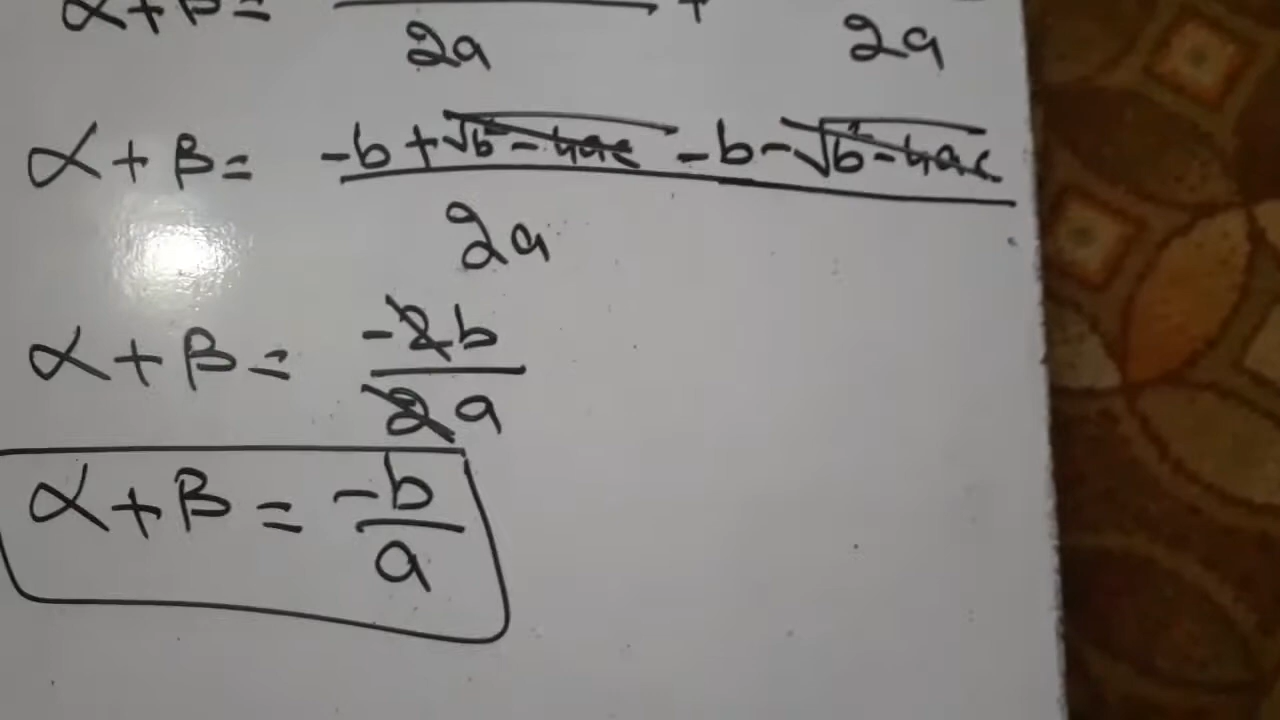 α + β =         +
2a    2a
α + β = -b + √b² - 4ac - b - √b² - 4ac
2a
α + β = -2b
2a
α + β = -b
a